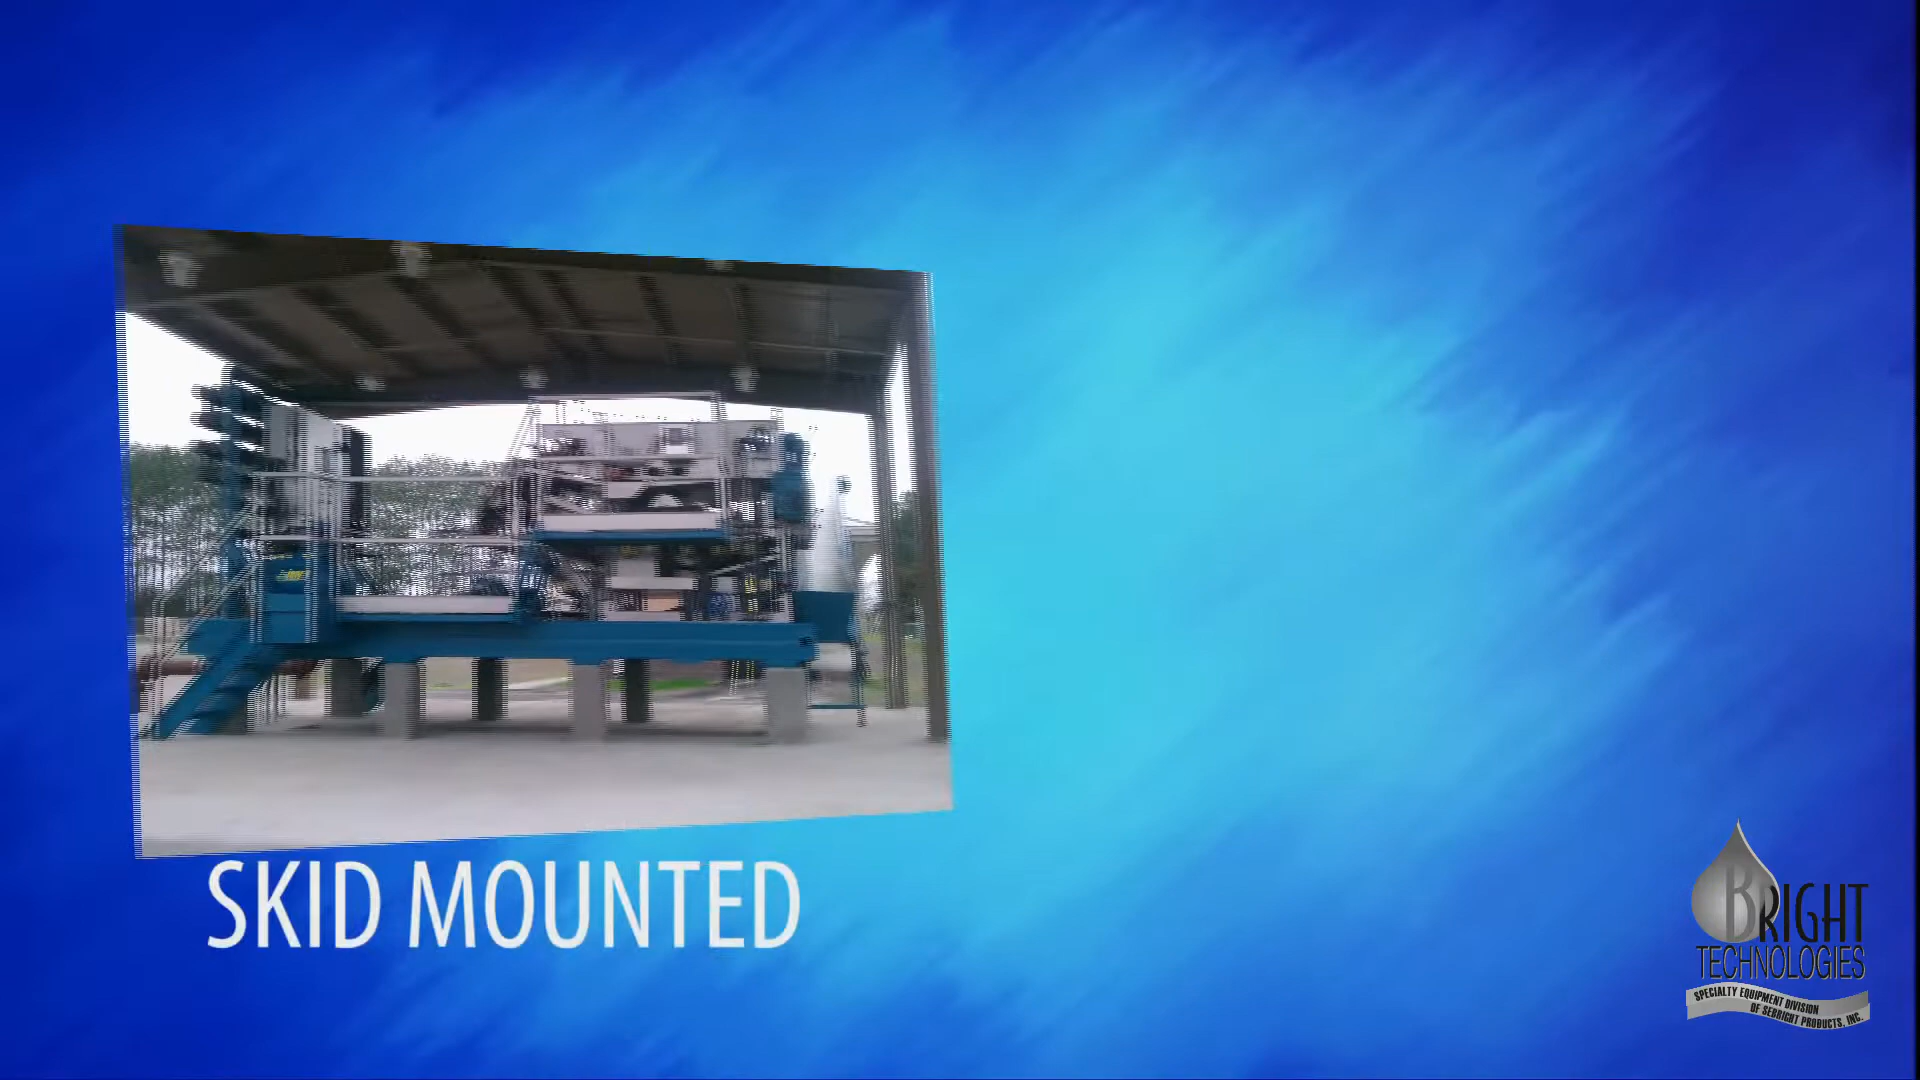 SKID MOUNTED
BRIGHT
TECHNOLOGIES
SPECIALTY EQUIPMENT DIVISION
OF SEBRIGHT PRODUCTS, INC.